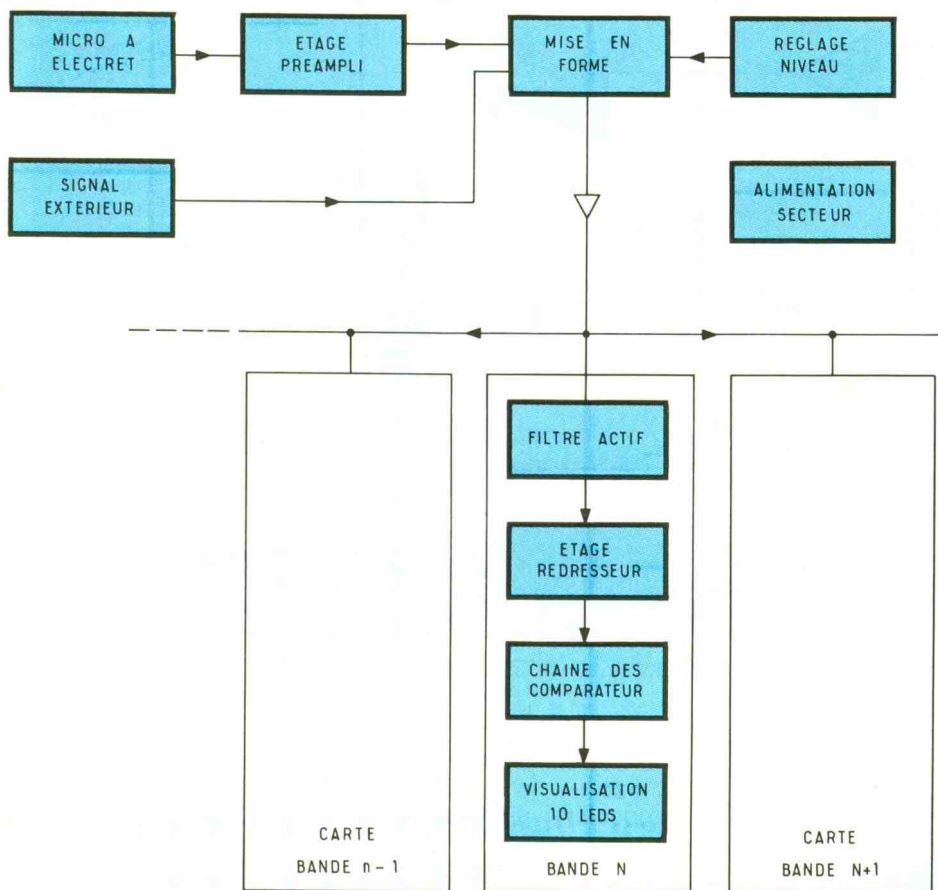 MICRO A
ELECTRET
ETAGE
PREAMPLI
MISE EN
FORME
REGLAGE
NIVEAU
SIGNAL
EXTERIEUR
ALIMENTATION
SECTEUR
FILTRE ACTIF
ETAGE
REDRESSEUR
CHAINE DES
COMPARATEUR
VISUALISATION
10 LEDS
CARTE
BANDE n-1
BANDE N
CARTE
BANDE N+1